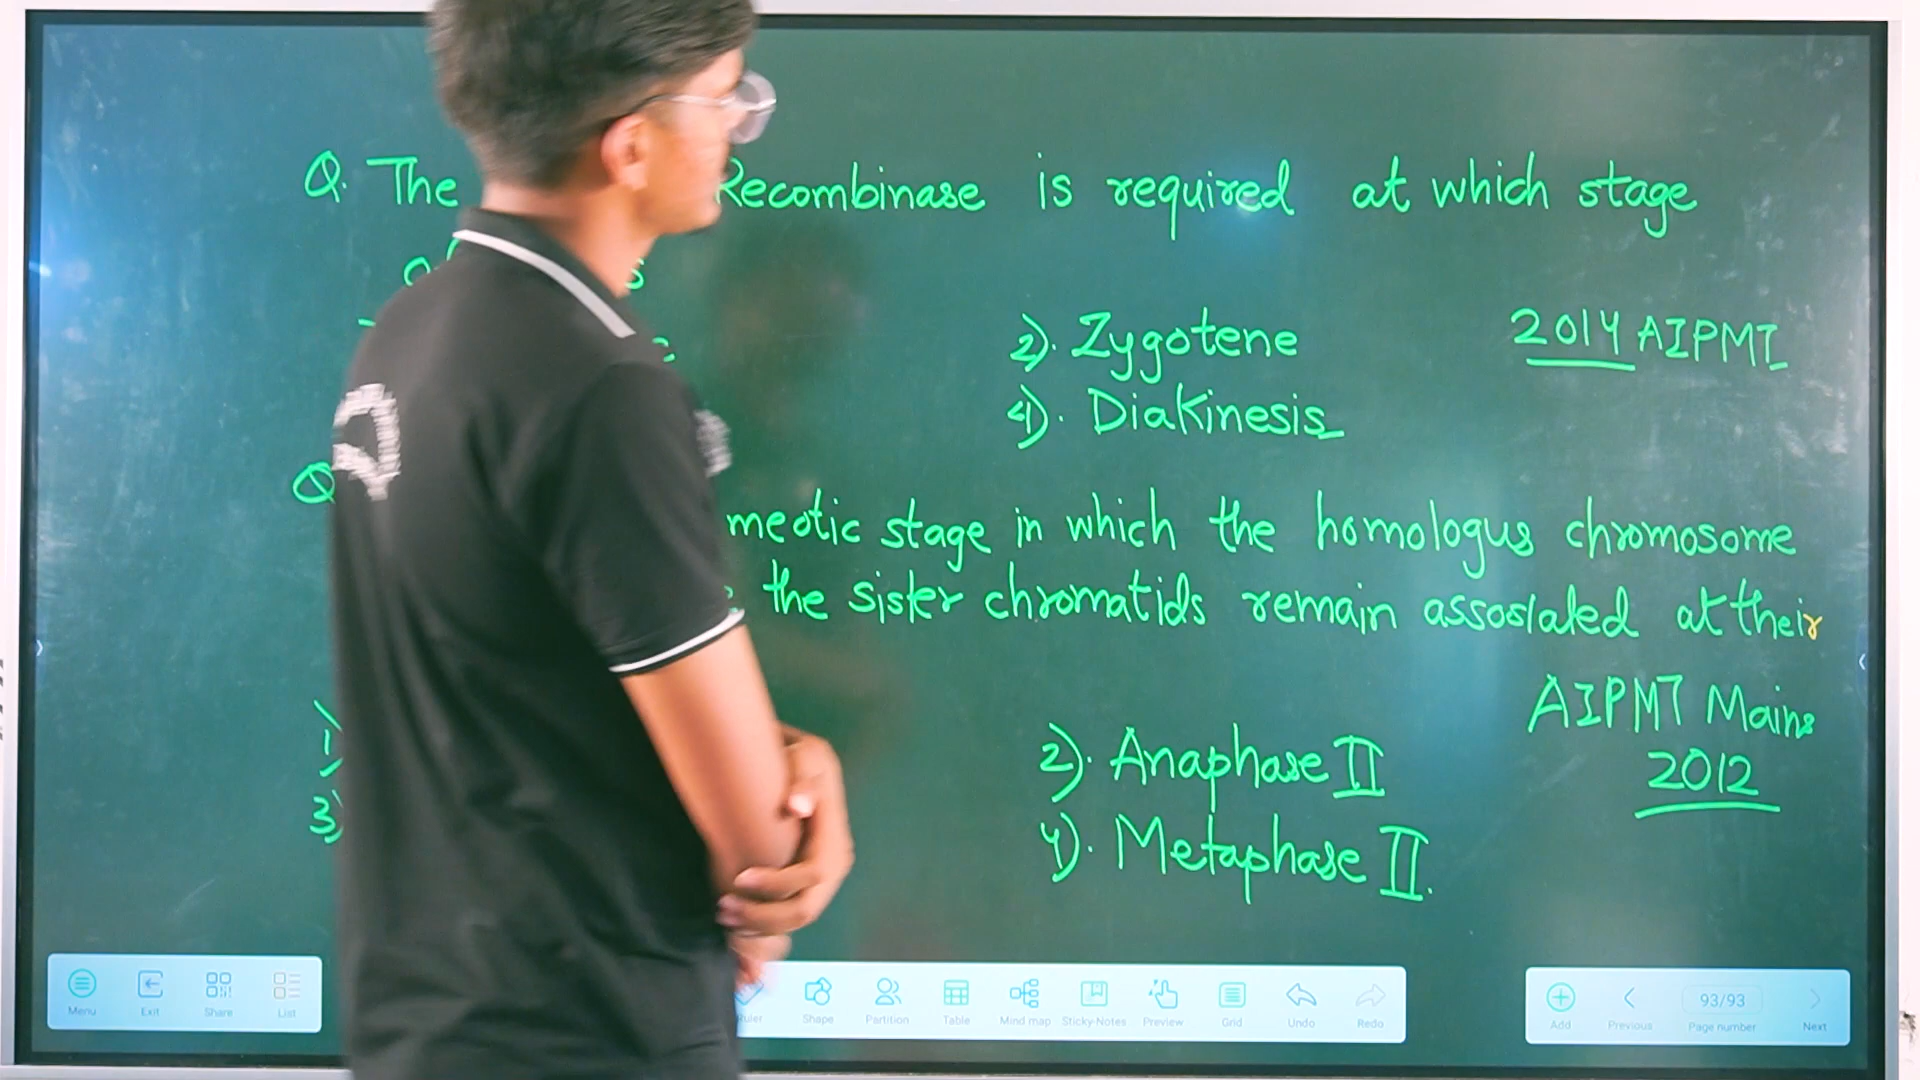 Q. The Recombinase is required at which stage
2). Zygotene
2014 AIPMT
4). Diakinesis
Q
meotic stage in which the homologus chromosome
the sister chromatids remain assosiated at their
AIPMT Mains
2012
1)
2). Anaphase II
3)
4). Metaphase II.
Menu
Exit
Share
List
Shape
Partition
Table
Mind map
Sticky-Notes
Preview
Grid
Undo
Redo
Add
Previous
93/93
Page number
Next